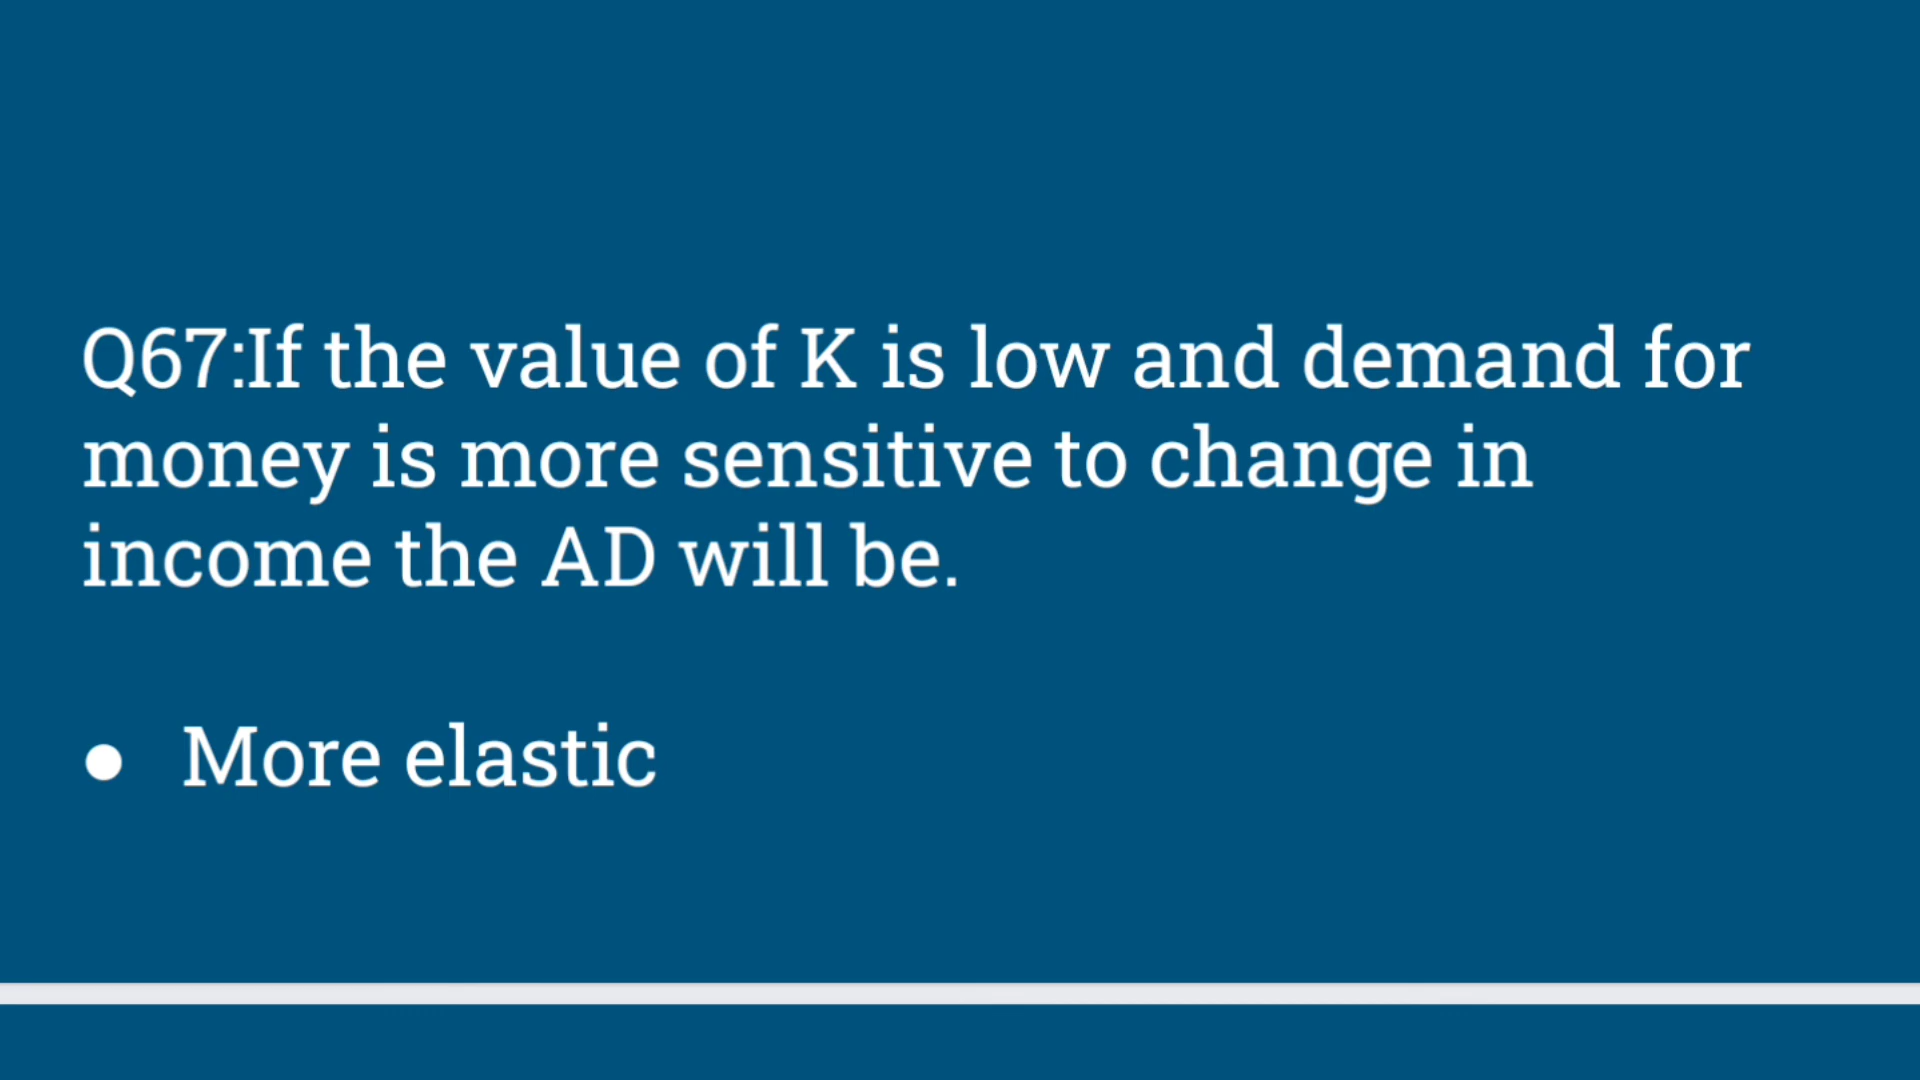 Q67:If the value of K is low and demand for
money is more sensitive to change in
income the AD will be.
● More elastic